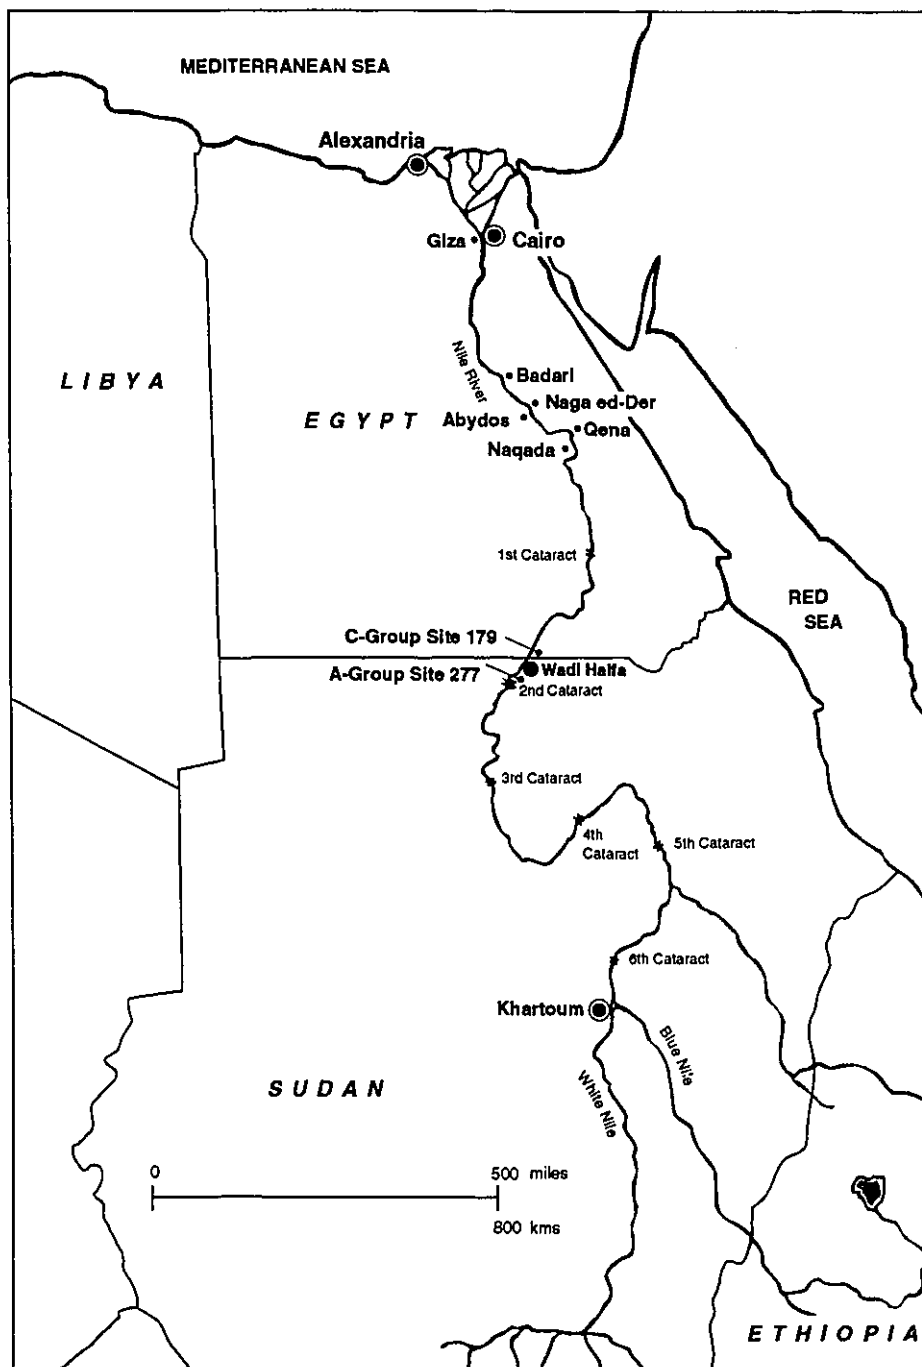 MEDITERRANEAN SEA
Alexandria
Giza
Cairo
LIBYA
Nile River
Badari
EGYPT
Naga ed-Der
Abydos
Qena
Naqada
1st Cataract
RED
SEA
C-Group Site 179
Wadi Halfa
A-Group Site 277
2nd Cataract
3rd Cataract
4th
Cataract
5th Cataract
6th Cataract
Khartoum
Blue Nile
White Nile
SUDAN
0
500 miles
800 kms
ETHIOPIA